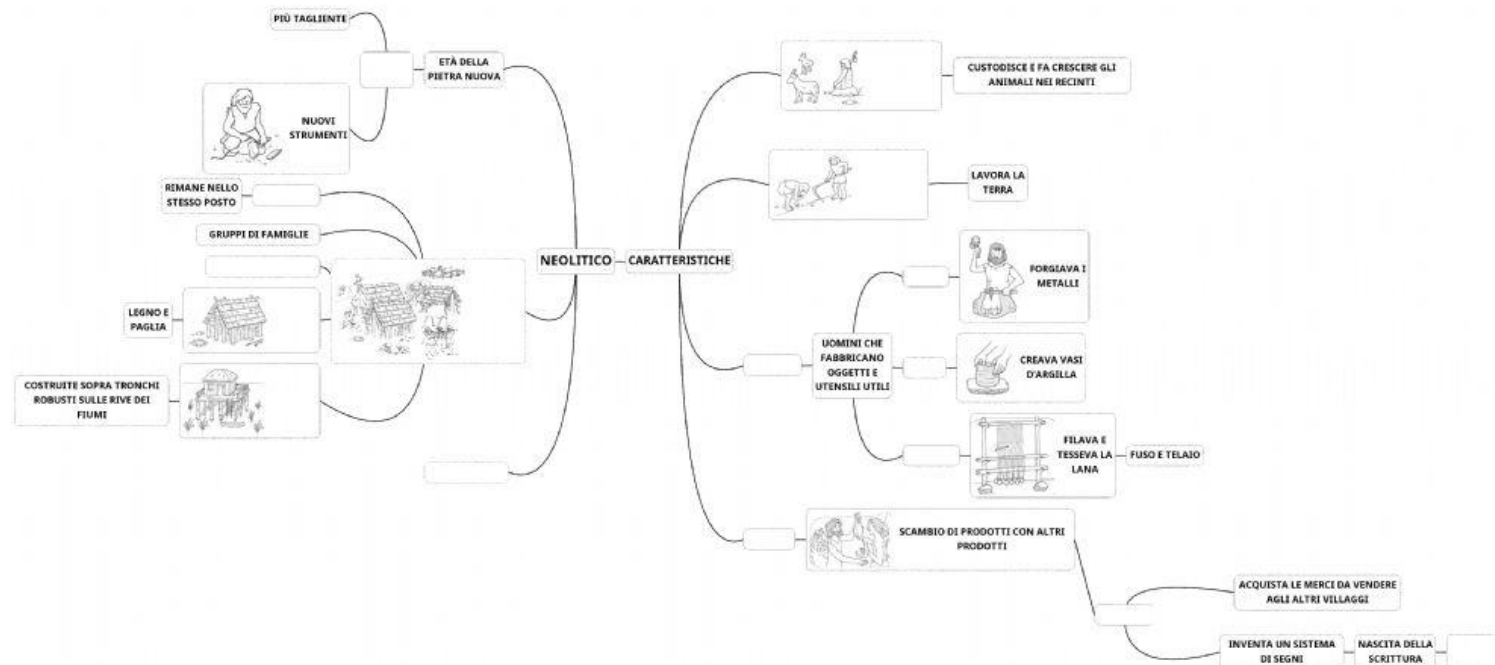 PIÙ TAGLIENTE
ETÀ DELLA
PIETRA NUOVA
NUOVI
STRUMENTI
RIMANE NELLO
STESSO POSTO
GRUPPI DI FAMIGLIE
LEGNO E
PAGLIA
COSTRUITE SOPRA TRONCHI
ROBUSTI SULLE RIVE DEI
FIUMI
NEOLITICO
CARATTERISTICHE
CUSTODISCE E FA CRESCERE GLI
ANIMALI NEI RECINTI
LAVORA LA
TERRA
UOMINI CHE
FABBRICANO
OGGETTI E
UTENSILI UTILI
FORGIAVA I
METALLI
CREAVA VASI
D'ARGILLA
FILAVA E
TESSEVA LA
LANA
FUSO E TELAIO
SCAMBIO DI PRODOTTI CON ALTRI
PRODOTTI
ACQUISTA LE MERCI DA VENDERE
AGLI ALTRI VILLAGGI
INVENTA UN SISTEMA
DI SEGNI
NASCITA DELLA
SCRITTURA